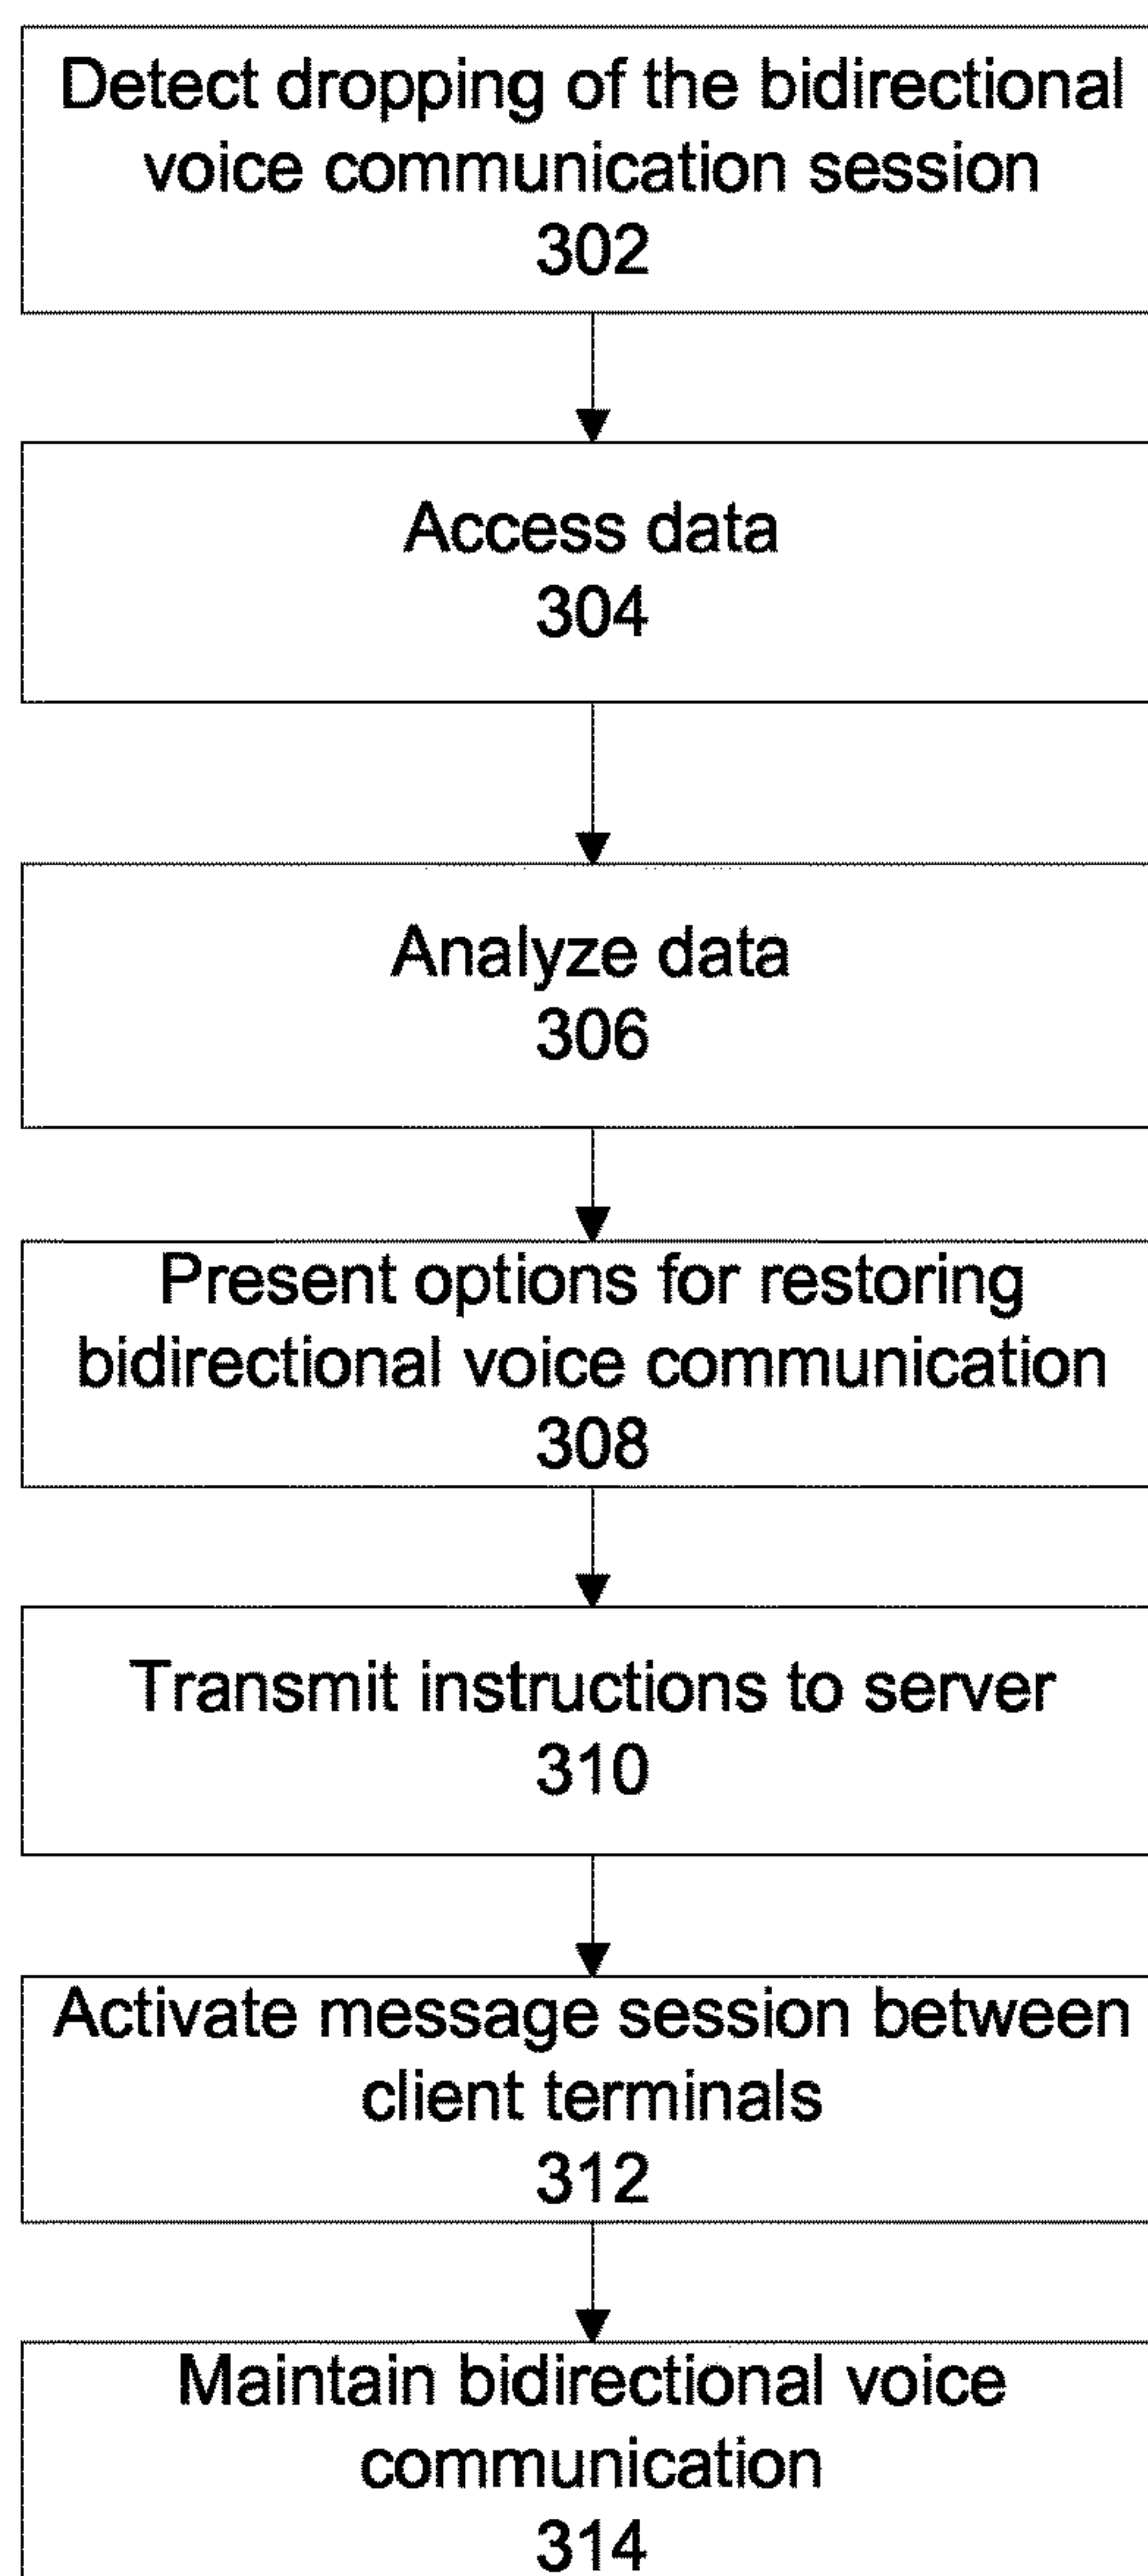 Detect dropping of the bidirectional
voice communication session
302
Access data
304
Analyze data
306
Present options for restoring
bidirectional voice communication
308
Transmit instructions to server
310
Activate message session between
client terminals
312
Maintain bidirectional voice
communication
314